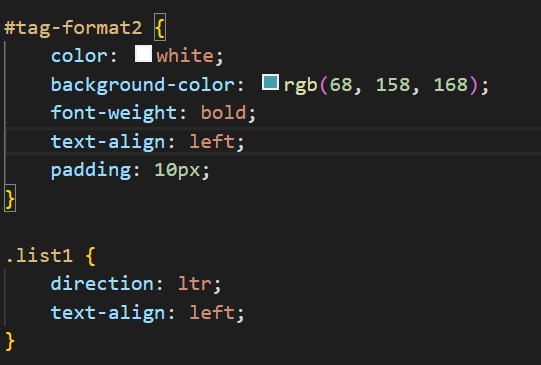 #tag-format2 {
color: white;
background-color: rgb(68, 158, 168);
font-weight: bold;
text-align: left;
padding: 10px;
}
.list1 {
direction: ltr;
text-align: left;
}